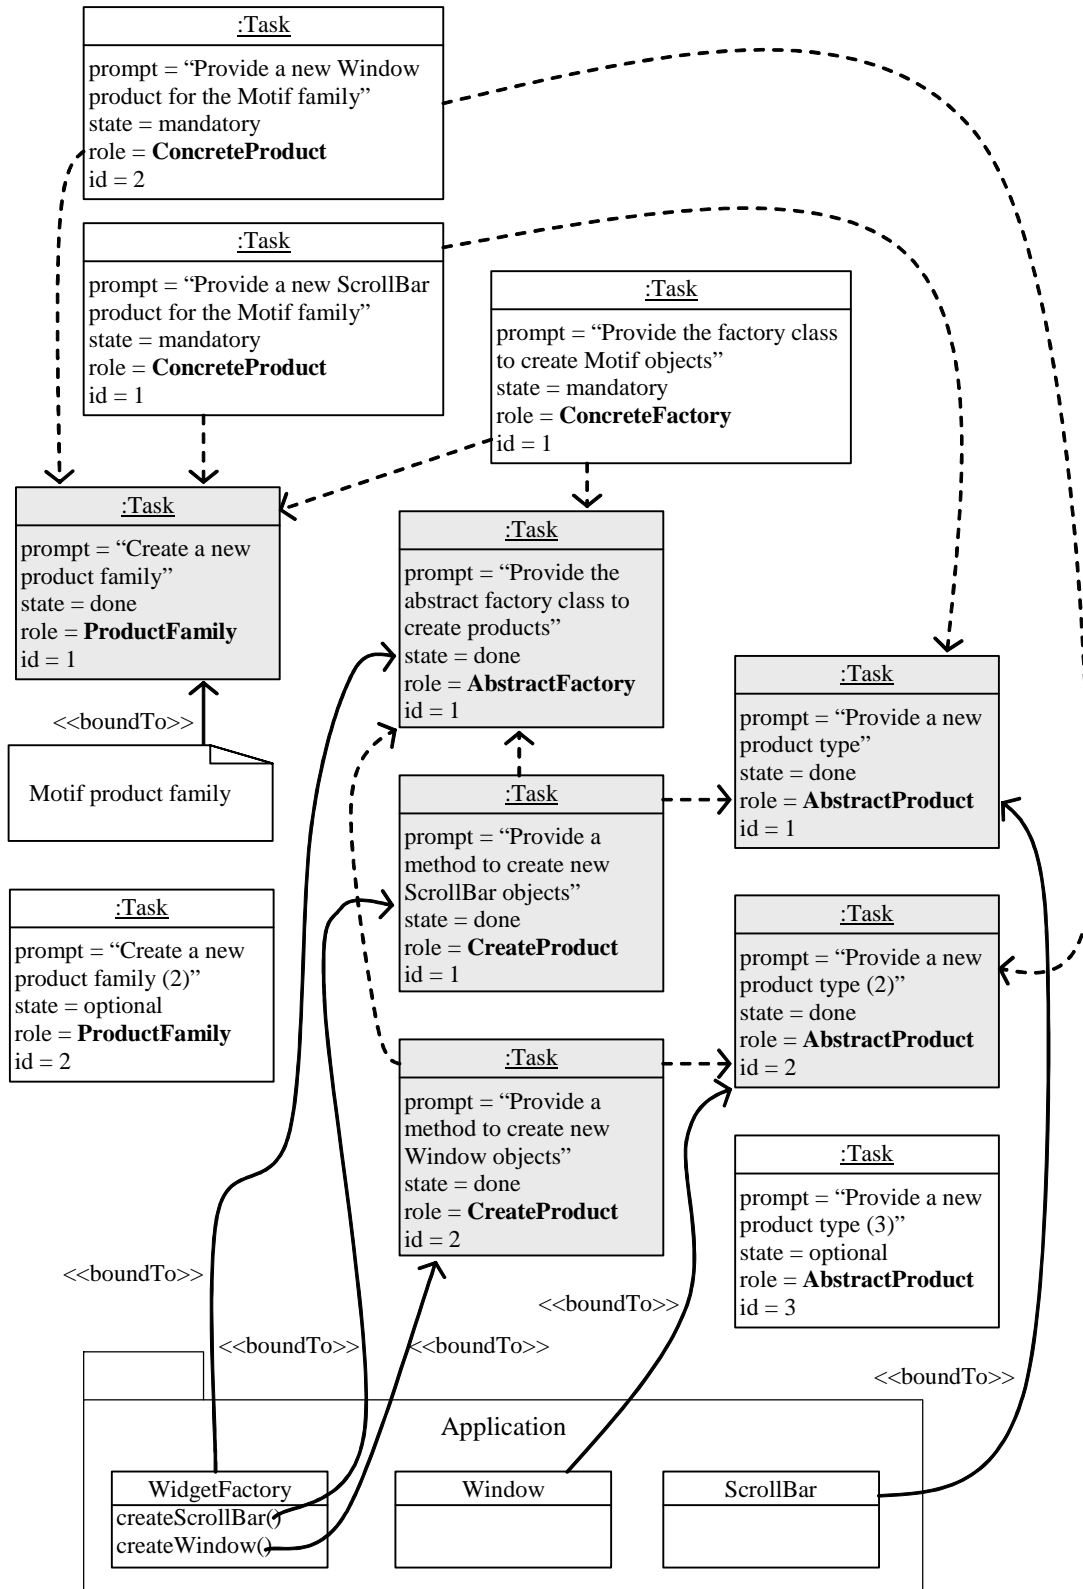 :Task
prompt = “Provide a new Window
product for the Motif family”
state = mandatory
role = ConcreteProduct
id = 2
:Task
prompt = “Provide a new ScrollBar
product for the Motif family”
state = mandatory
role = ConcreteProduct
id = 1
:Task
prompt = “Provide the factory class
to create Motif objects”
state = mandatory
role = ConcreteFactory
id = 1
:Task
prompt = “Create a new
product family”
state = done
role = ProductFamily
id = 1
:Task
prompt = “Provide the
abstract factory class to
create products”
state = done
role = AbstractFactory
id = 1
:Task
prompt = “Provide a new
product type”
state = done
role = AbstractProduct
id = 1
<<boundTo>>
Motif product family
:Task
prompt = “Provide a
method to create new
ScrollBar objects”
state = done
role = CreateProduct
id = 1
:Task
prompt = “Create a new
product family (2)”
state = optional
role = ProductFamily
id = 2
:Task
prompt = “Provide a new
product type (2)”
state = done
role = AbstractProduct
id = 2
:Task
prompt = “Provide a
method to create new
Window objects”
state = done
role = CreateProduct
id = 2
:Task
prompt = “Provide a new
product type (3)”
state = optional
role = AbstractProduct
id = 3
<<boundTo>>
<<boundTo>>
<<boundTo>>
<<boundTo>>
<<boundTo>>
Application
WidgetFactory
createScrollBar()
createWindow()
Window
ScrollBar